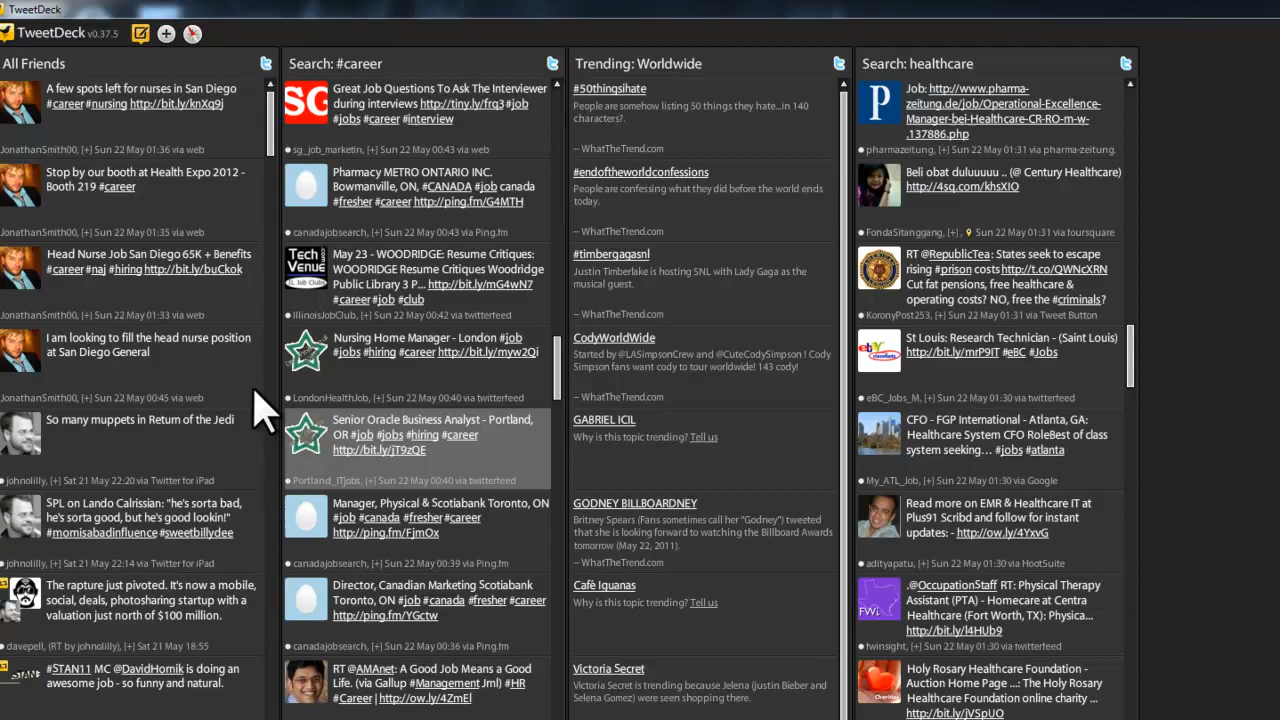 TweetDeck
TweetDeck v0.37.5
All Friends
A few spots left for nurses in San Diego
#career #nursing http://bit.ly/knXq9j
JonathanSmith00, [+] Sun 22 May 01:36 via web
Stop by our booth at Health Expo 2012 -
Booth 219 #career
JonathanSmith00, [+] Sun 22 May 01:35 via web
Head Nurse Job San Diego 65K + Benefits
#career #naj #hiring http://bit.ly/buCkok
JonathanSmith00, [+] Sun 22 May 01:33 via web
I am looking to fill the head nurse position
at San Diego General
JonathanSmith00, [+] Sun 22 May 00:45 via web
So many muppets in Return of the Jedi
johnolilly, [+] Sat 21 May 22:20 via Twitter for iPad
SPL on Lando Calrissian: "he's sorta bad,
he's sorta good, but he's good lookin!"
#momisabadinfluence #sweetbillydee
johnolilly, [+] Sat 21 May 22:14 via Twitter for iPad
The rapture just pivoted. It's now a mobile,
social, deals, photosharing startup with a
valuation just north of $100 million.
davepell, (RT by johnolilly), [+] Sat 21 May 18:55
#STAN11 MC @DavidHornik is doing an
awesome job - so funny and natural.
Search: #career
SG
Great Job Questions To Ask The Interviewer
during interviews http://tiny.ly/frq3 #job
#jobs #career #interview
sg_job_marketin, [+] Sun 22 May 00:43 via web
Pharmacy METRO ONTARIO INC.
Bowmanville, ON, #CANADA #job canada
#fresher #career http://ping.fm/G4MTH
canadajobsearch, [+] Sun 22 May 00:43 via Ping.fm
Tech
Venue
IL Job Clubs
May 23 - WOODRIDGE: Resume Critiques:
WOODRIDGE Resume Critiques Woodridge
Public Library 3 P... http://bit.ly/mG4wN7
#career #job #club
IllinoisJobClub, [+] Sun 22 May 00:42 via twitterfeed
Nursing Home Manager - London #job
#jobs #hiring #career http://bit.ly/myw2Qi
LondonHealthJob, [+] Sun 22 May 00:40 via twitterfeed
Senior Oracle Business Analyst - Portland,
OR #job #jobs #hiring #career
http://bit.ly/jT9zQE
Portland_ITjobs, [+] Sun 22 May 00:40 via twitterfeed
Manager, Physical & Scotiabank Toronto, ON
#job #canada #fresher #career
http://ping.fm/FjmOx
canadajobsearch, [+] Sun 22 May 00:39 via Ping.fm
Director, Canadian Marketing Scotiabank
Toronto, ON #job #canada #fresher #career
http://ping.fm/YGctw
canadajobsearch, [+] Sun 22 May 00:36 via Ping.fm
RT @AMAnet: A Good Job Means a Good
Life. (via Gallup #Management Jrnl) #HR
#Career | http://ow.ly/4ZmEl
Trending: Worldwide
#50thingsihate
People are somehow listing 50 things they hate...in 140
characters?.
-- WhatTheTrend.com
#endoftheworldconfessions
People are confessing what they did before the world ends
today.
-- WhatTheTrend.com
#timbergagasnl
Justin Timberlake is hosting SNL with Lady Gaga as the
musical guest.
-- WhatTheTrend.com
CodyWorldWide
Started by @LASimpsonCrew and @CuteCodySimpson ! Cody
Simpson fans want cody to tour worldwide! 143 cody!
-- WhatTheTrend.com
GABRIEL ICIL
Why is this topic trending? Tell us
GODNEY BILLBOARDNEY
Britney Spears (Fans sometimes call her "Godney") tweeted
that she is looking forward to watching the Billboard Awards
tomorrow (May 22, 2011).
-- WhatTheTrend.com
Café Iguanas
Why is this topic trending? Tell us
Victoria Secret
Victoria Secret is trending because Jelena (justin Bieber and
Selena Gomez) were seen shopping there.
Search: healthcare
P
Job: http://www.pharma-
zeitung.de/job/Operational-Excellence-
Manager-bei-Healthcare-CR-RO-m-w-
.137886.php
pharmazeitung, [+] Sun 22 May 01:31 via pharma-zeitung.
Beli obat duluuuuu .. (@ Century Healthcare)
http://4sq.com/khsXIO
FondaSitanggang, [+], Sun 22 May 01:31 via foursquare
RT @RepublicTea: States seek to escape
rising #prison costs http://t.co/QWNcXRN
Cut fat pensions, free healthcare &
operating costs? NO, free the #criminals?
KoronyPost253, [+] Sun 22 May 01:31 via Tweet Button
ebY
classifieds
St Louis: Research Technician - (Saint Louis)
http://bit.ly/mrP9IT #eBC #Jobs
eBC_Jobs_M, [+] Sun 22 May 01:30 via twitterfeed
CFO - FGP International - Atlanta, GA:
Healthcare System CFO RoleBest of class
system seeking... #jobs #atlanta
My_ATL_Job, [+] Sun 22 May 01:30 via Google
Read more on EMR & Healthcare IT at
Plus91 Scribd and follow for instant
updates: - http://ow.ly/4YxvG
adityapatu, [+] Sun 22 May 01:30 via HootSuite
FWi
.@OccupationStaff RT: Physical Therapy
Assistant (PTA) - Homecare at Centra
Healthcare (Fort Worth, TX): Physica...
http://bit.ly/l4HUb9
hwinsight, [+] Sun 22 May 01:30 via twitterfeed
Charities
Holy Rosary Healthcare Foundation -
Auction Home Page ...: The Holy Rosary
Healthcare Foundation online charity ...
http://bit.ly/jVSpUO